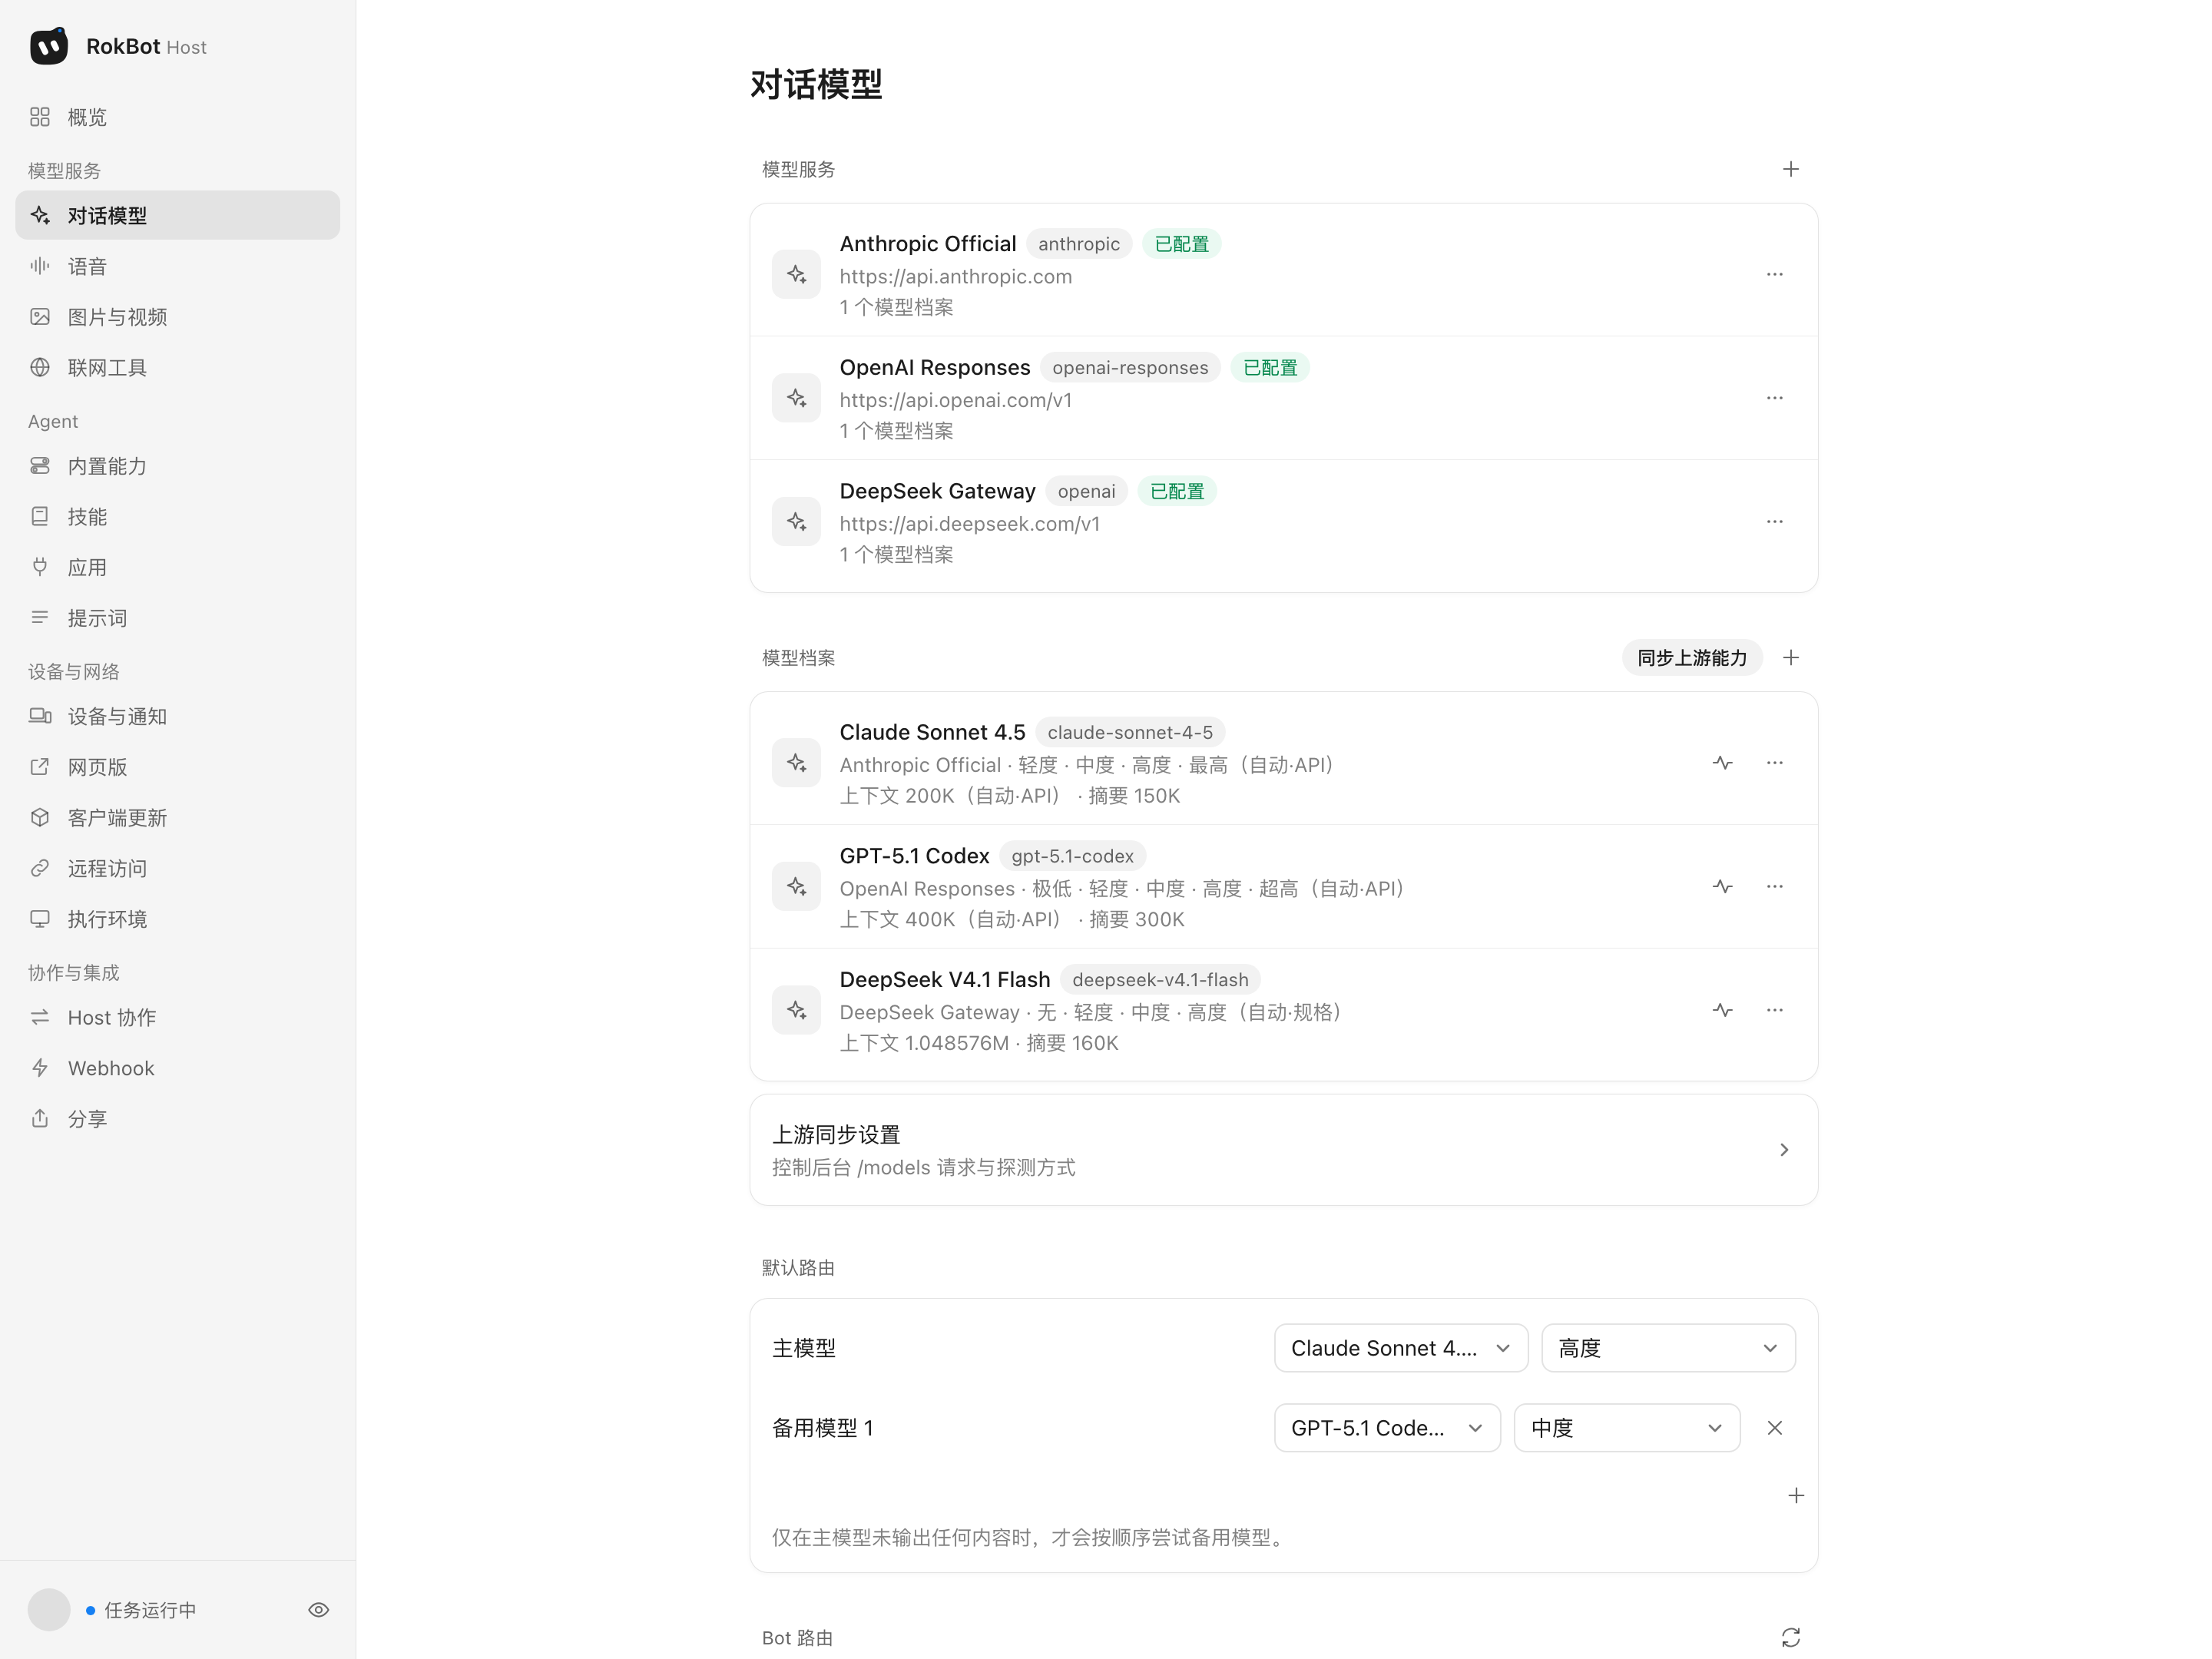 RokBot Host
概览
模型服务
对话模型
语音
图片与视频
联网工具
Agent
内置能力
技能
应用
提示词
设备与网络
设备与通知
网页版
客户端更新
远程访问
执行环境
协作与集成
Host 协作
Webhook
分享
任务运行中
对话模型
模型服务
Anthropic Official anthropic 已配置
https://api.anthropic.com
1 个模型档案
OpenAI Responses openai-responses 已配置
https://api.openai.com/v1
1 个模型档案
DeepSeek Gateway openai 已配置
https://api.deepseek.com/v1
1 个模型档案
模型档案 同步上游能力
Claude Sonnet 4.5 claude-sonnet-4-5
Anthropic Official · 轻度 · 中度 · 高度 · 最高（自动·API）
上下文 200K（自动·API） · 摘要 150K
GPT-5.1 Codex gpt-5.1-codex
OpenAI Responses · 极低 · 轻度 · 中度 · 高度 · 超高（自动·API）
上下文 400K（自动·API） · 摘要 300K
DeepSeek V4.1 Flash deepseek-v4.1-flash
DeepSeek Gateway · 无 · 轻度 · 中度 · 高度（自动·规格）
上下文 1.048576M · 摘要 160K
上游同步设置
控制后台 /models 请求与探测方式
默认路由
主模型 Claude Sonnet 4.... 高度
备用模型 1 GPT-5.1 Code... 中度
仅在主模型未输出任何内容时，才会按顺序尝试备用模型。
Bot 路由